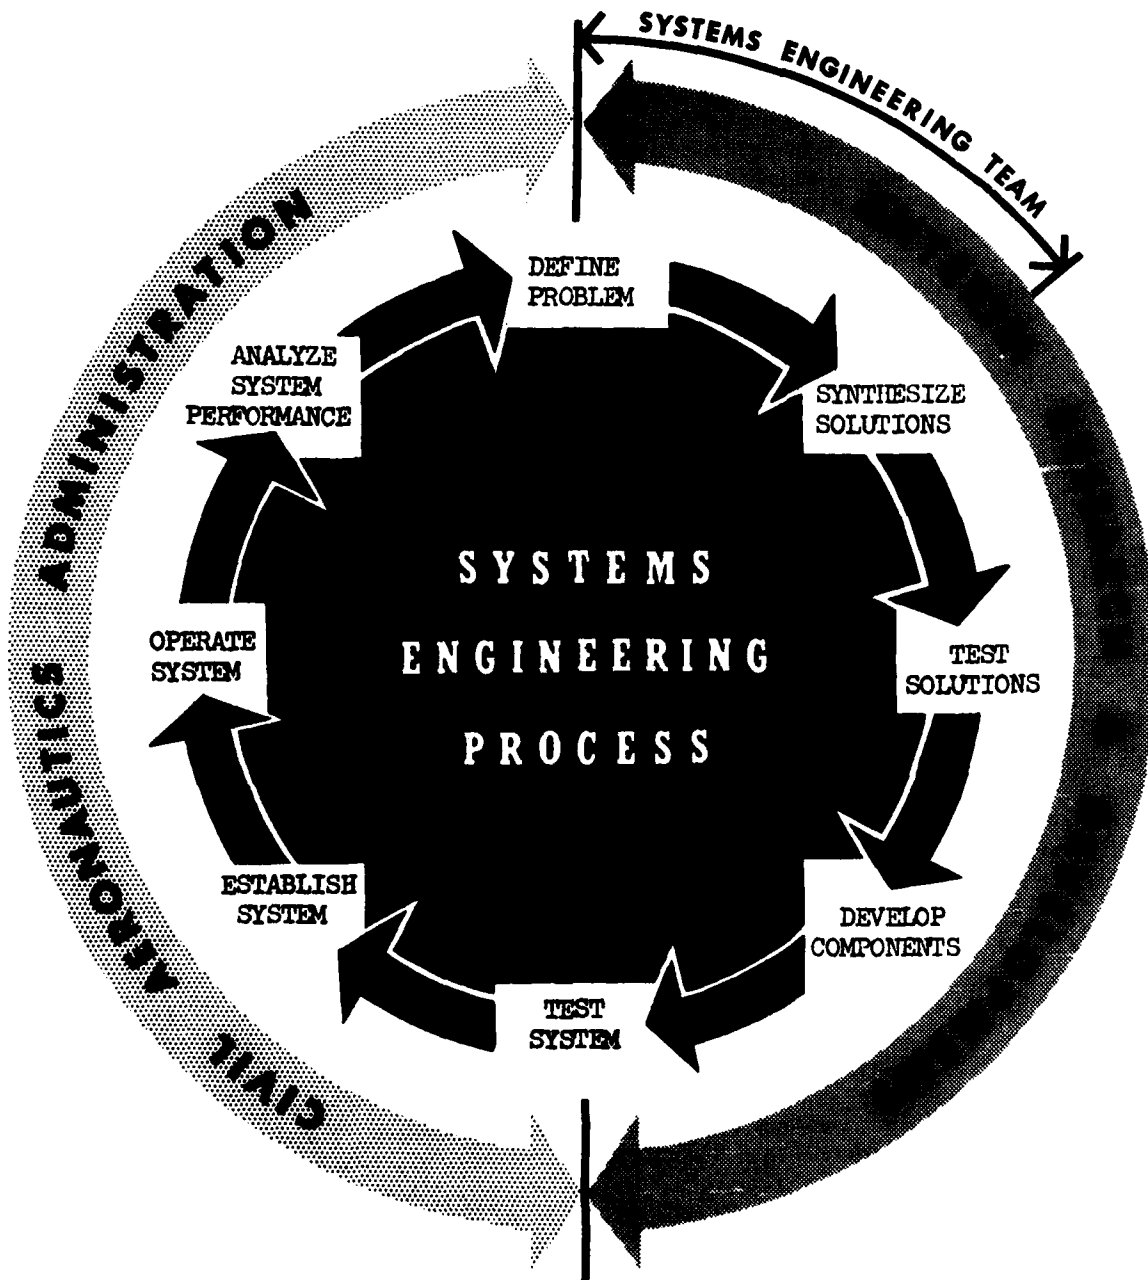 SYSTEMS ENGINEERING TEAM
CIVIL AERONAUTICS ADMINISTRATION
DEFINE
PROBLEM
SYNTHESIZE
SOLUTIONS
TEST
SOLUTIONS
DEVELOP
COMPONENTS
TEST
SYSTEM
ESTABLISH
SYSTEM
OPERATE
SYSTEM
ANALYZE
SYSTEM
PERFORMANCE
SYSTEMS
ENGINEERING
PROCESS